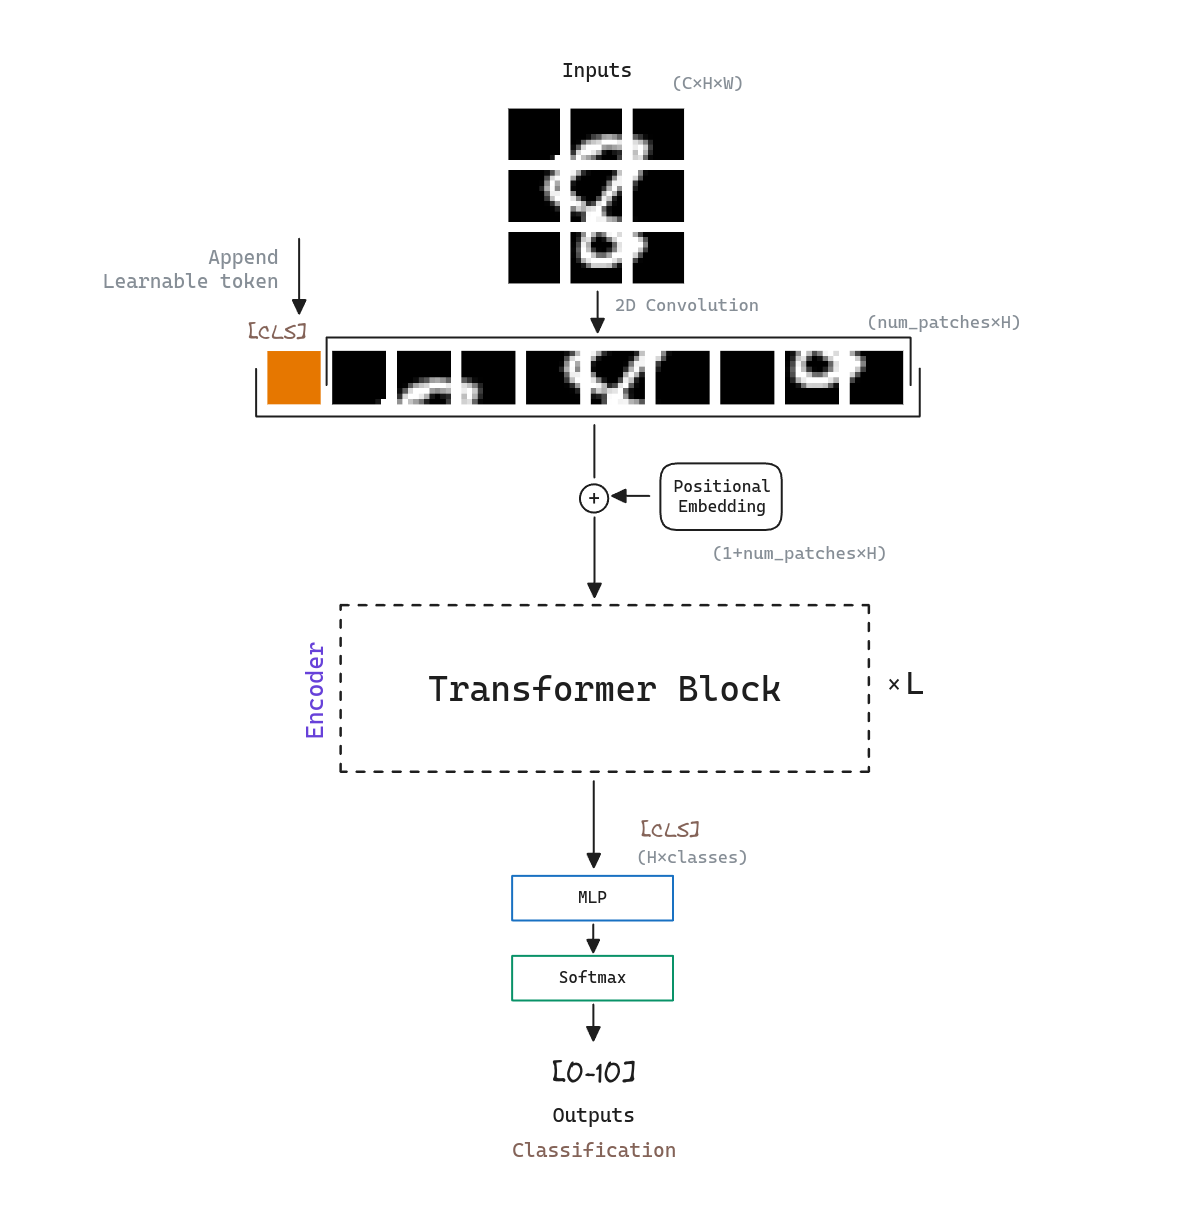 Inputs
(C×H×W)
Append
Learnable token
2D Convolution
[CLS]
(num_patches×H)
+
Positional
Embedding
(1+num_patches×H)
Encoder
Transformer Block
×L
[CLS]
(H×classes)
MLP
Softmax
[0-10]
Outputs
Classification